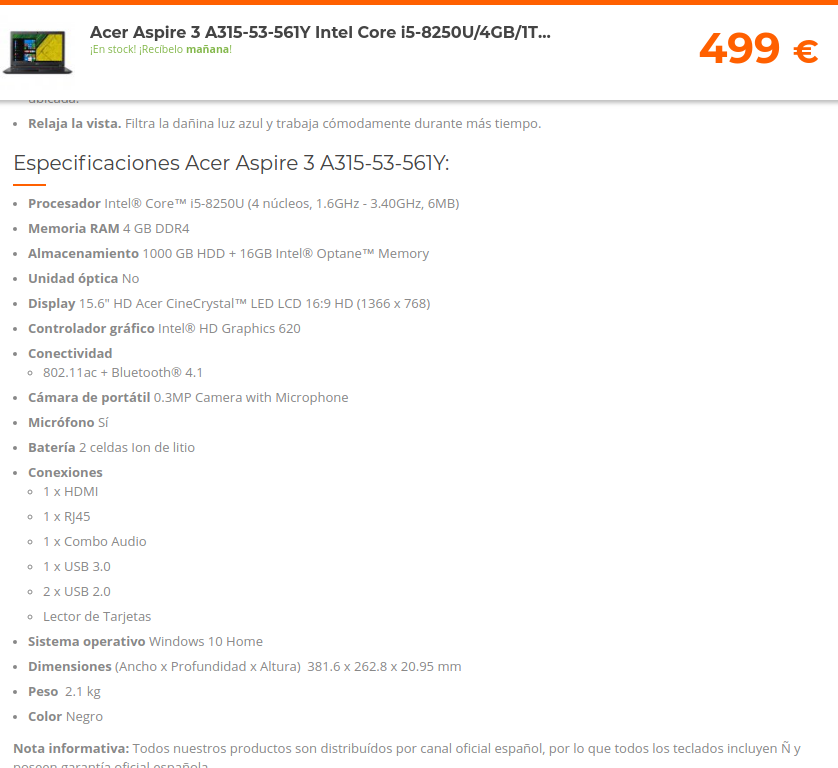 Acer Aspire 3 A315-53-561Y Intel Core i5-8250U/4GB/1T...
¡En stock! ¡Recíbelo mañana!
499 €
ubicada.
• Relaja la vista. Filtra la dañina luz azul y trabaja cómodamente durante más tiempo.
Especificaciones Acer Aspire 3 A315-53-561Y:
• Procesador Intel® Core™ i5-8250U (4 núcleos, 1.6GHz - 3.40GHz, 6MB)
• Memoria RAM 4 GB DDR4
• Almacenamiento 1000 GB HDD + 16GB Intel® Optane™ Memory
• Unidad óptica No
• Display 15.6" HD Acer CineCrystal™ LED LCD 16:9 HD (1366 x 768)
• Controlador gráfico Intel® HD Graphics 620
• Conectividad
◦ 802.11ac + Bluetooth® 4.1
• Cámara de portátil 0.3MP Camera with Microphone
• Micrófono Sí
• Batería 2 celdas Ion de litio
• Conexiones
◦ 1 x HDMI
◦ 1 x RJ45
◦ 1 x Combo Audio
◦ 1 x USB 3.0
◦ 2 x USB 2.0
◦ Lector de Tarjetas
• Sistema operativo Windows 10 Home
• Dimensiones (Ancho x Profundidad x Altura) 381.6 x 262.8 x 20.95 mm
• Peso 2.1 kg
• Color Negro
Nota informativa: Todos nuestros productos son distribuídos por canal oficial español, por lo que todos los teclados incluyen Ñ y
poseen garantía oficial española.